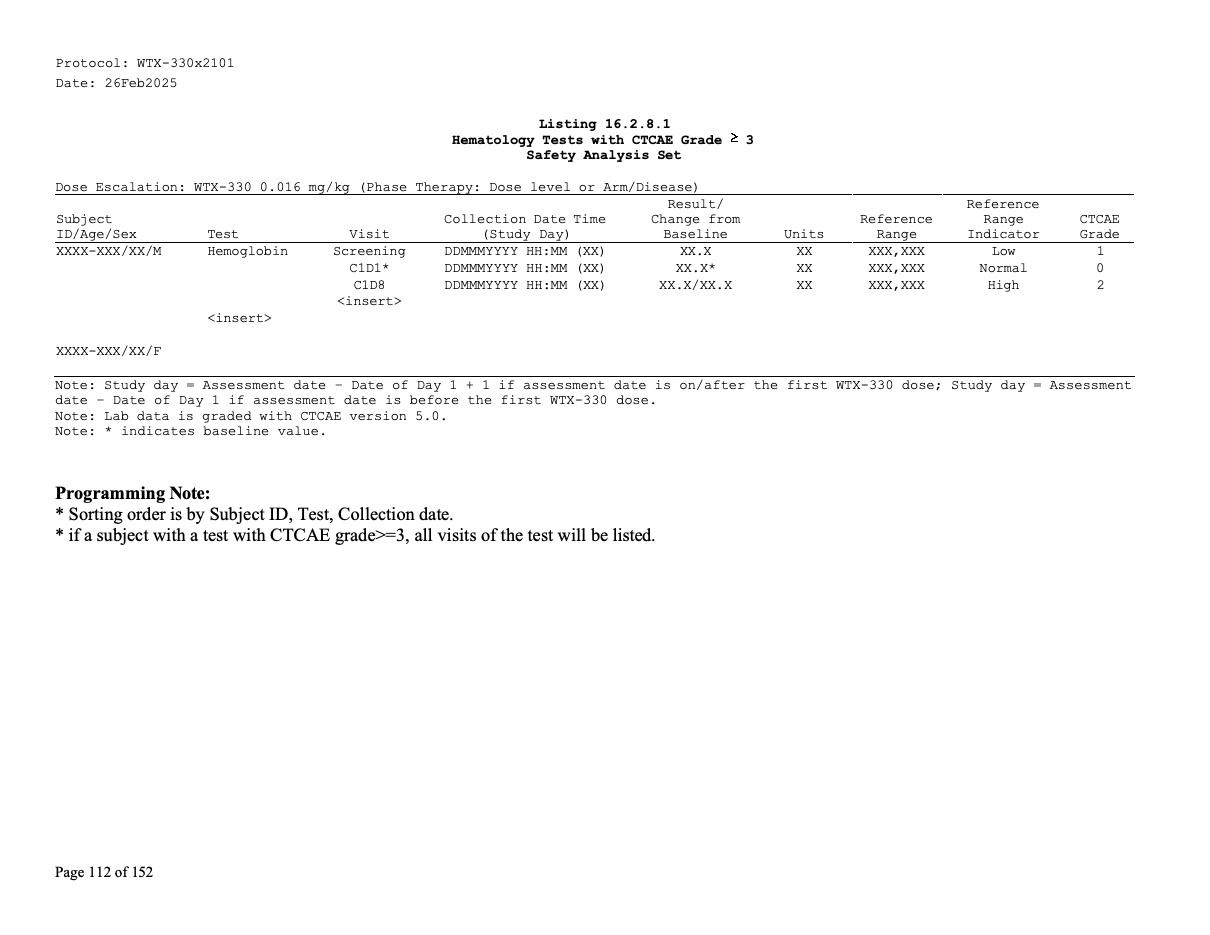 Protocol: WTX-330x2101
Date: 26Feb2025
Listing 16.2.8.1
Hematology Tests with CTCAE Grade ≥ 3
Safety Analysis Set
Dose Escalation: WTX-330 0.016 mg/kg (Phase Therapy: Dose level or Arm/Disease)
Result/ Reference
Subject Collection Date Time Change from Reference Range CTCAE
ID/Age/Sex Test Visit (Study Day) Baseline Units Range Indicator Grade
XXXX-XXX/XX/M Hemoglobin Screening DDMMMYYYY HH:MM (XX) XX.X XX XXX,XXX Low 1
C1D1* DDMMMYYYY HH:MM (XX) XX.X* XX XXX,XXX Normal 0
C1D8 DDMMMYYYY HH:MM (XX) XX.X/XX.X XX XXX,XXX High 2
<insert>
<insert>
XXXX-XXX/XX/F
Note: Study day = Assessment date – Date of Day 1 + 1 if assessment date is on/after the first WTX-330 dose; Study day = Assessment
date – Date of Day 1 if assessment date is before the first WTX-330 dose.
Note: Lab data is graded with CTCAE version 5.0.
Note: * indicates baseline value.
Programming Note:
* Sorting order is by Subject ID, Test, Collection date.
* if a subject with a test with CTCAE grade>=3, all visits of the test will be listed.
Page 112 of 152